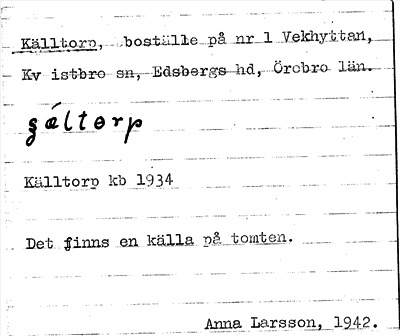 Källtorp, boställe på nr 1 Vekhyttan,
Kv istbro sn, Edsbergs hd, Örebro län.
Källtorp kb 1934
Det finns en källa på tomten.
Anna Larsson, 1942.